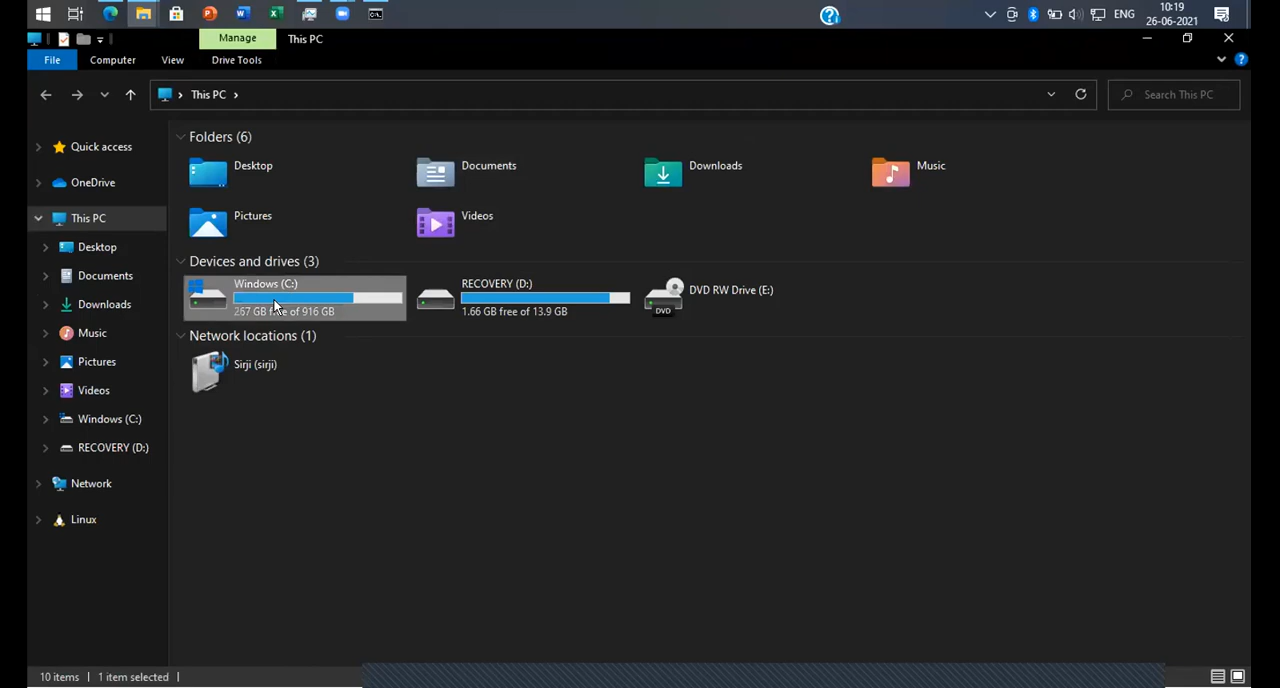 10:19
ENG
26-06-2021
Manage
This PC
File
Computer
View
Drive Tools
This PC
Search This PC
Quick access
OneDrive
This PC
Desktop
Documents
Downloads
Music
Pictures
Videos
Windows (C:)
RECOVERY (D:)
Network
Linux
Folders (6)
Desktop
Documents
Downloads
Music
Pictures
Videos
Devices and drives (3)
Windows (C:)
267 GB free of 916 GB
RECOVERY (D:)
1.66 GB free of 13.9 GB
DVD
DVD RW Drive (E:)
Network locations (1)
Sirji (sirji)
10 items
1 item selected